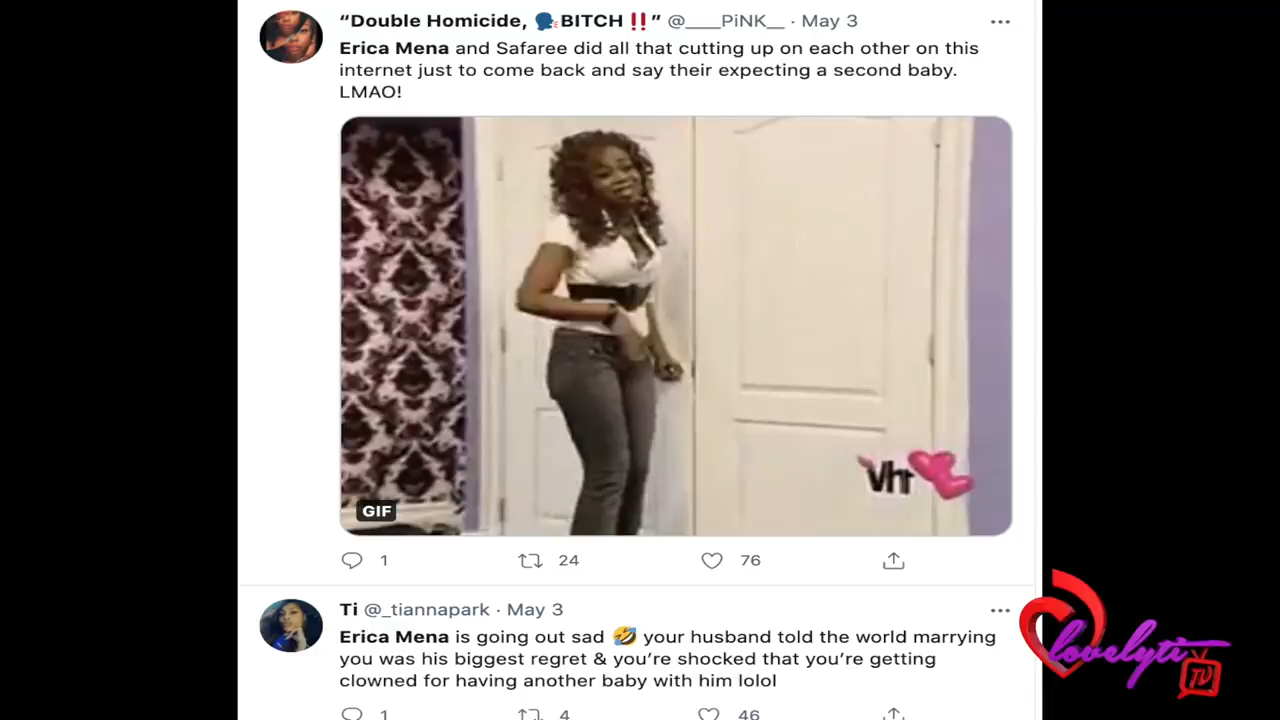 “Double Homicide, 🗣️BITCH ‼️” @____PiNK__ · May 3
Erica Mena and Safaree did all that cutting up on each other on this
internet just to come back and say their expecting a second baby.
LMAO!
Vh1
GIF
1 24 76
Ti @_tiannapark · May 3
Erica Mena is going out sad 🤣 your husband told the world marrying
you was his biggest regret & you’re shocked that you’re getting
clowned for having another baby with him lolol
1 4 46
lovelyti
TV